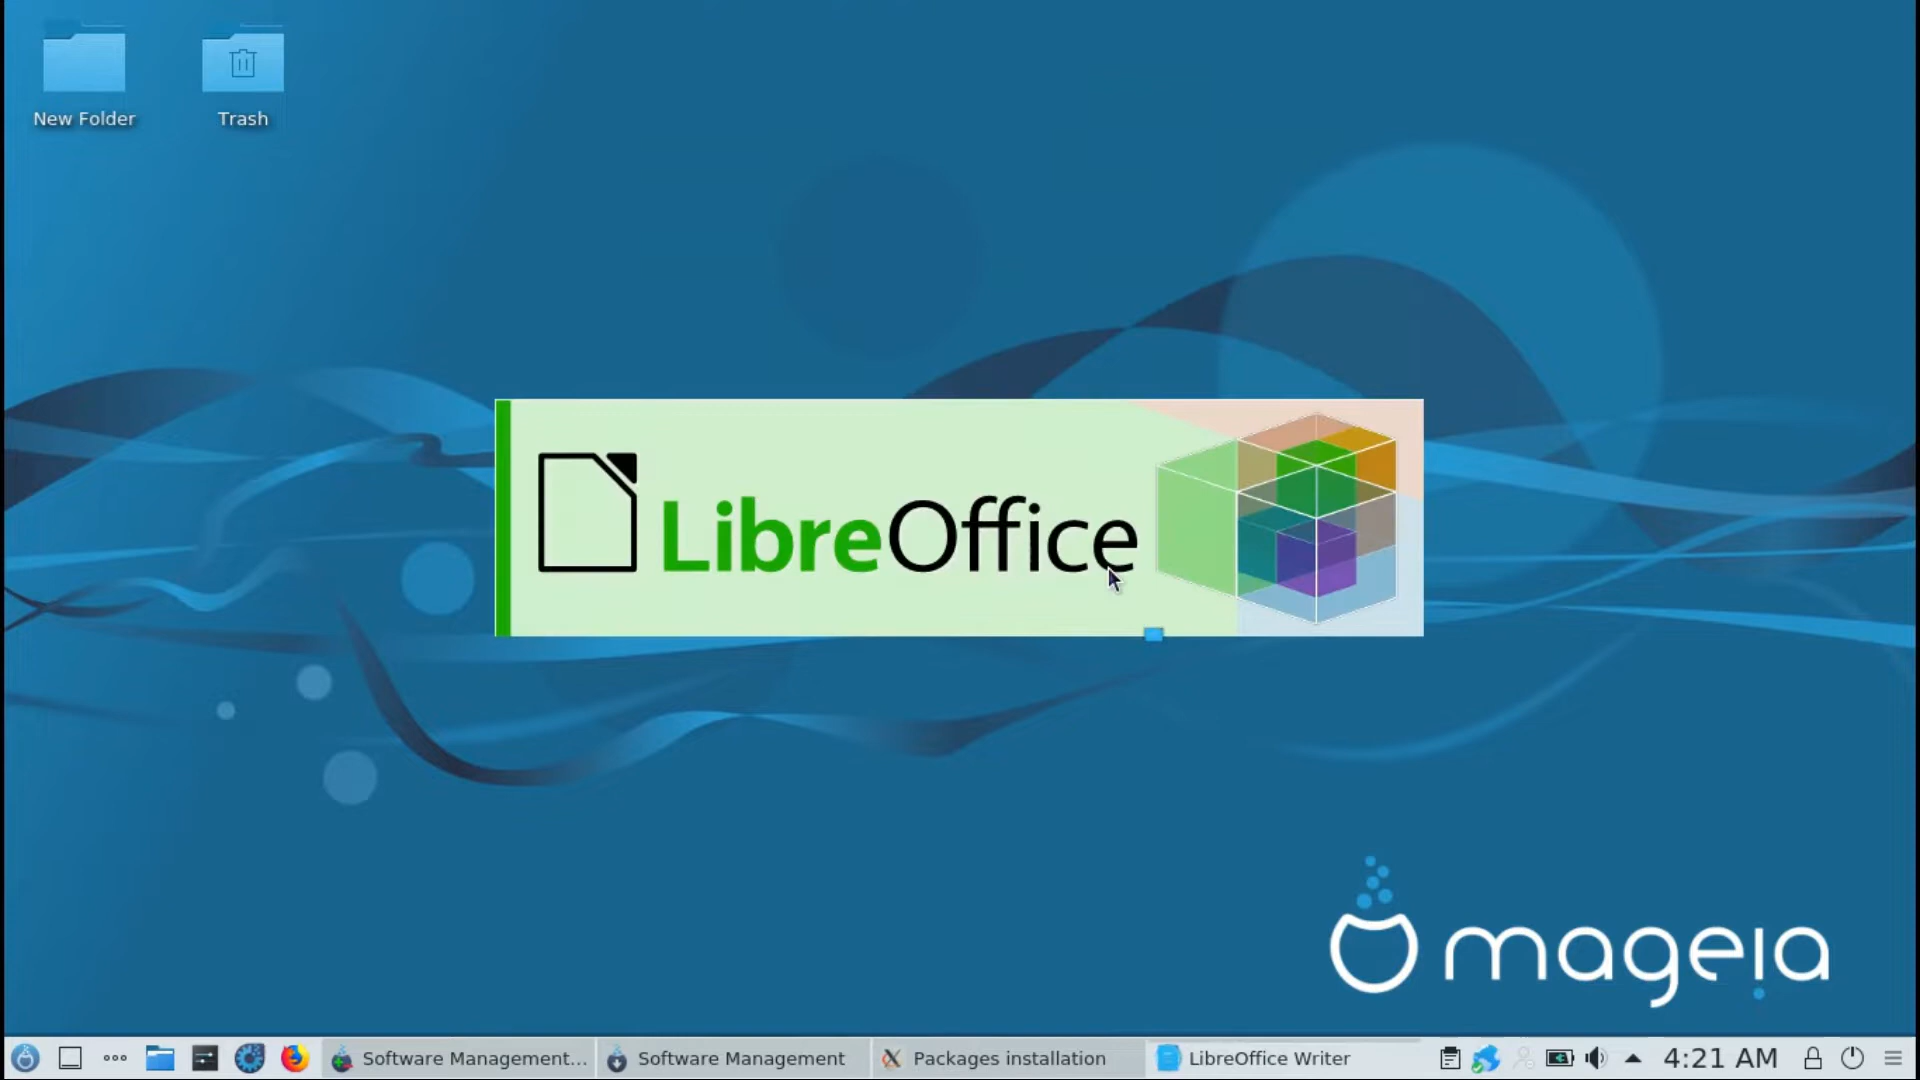 New Folder
Trash
LibreOffice
mageia
Software Management...
Software Management
Packages installation
LibreOffice Writer
4:21 AM